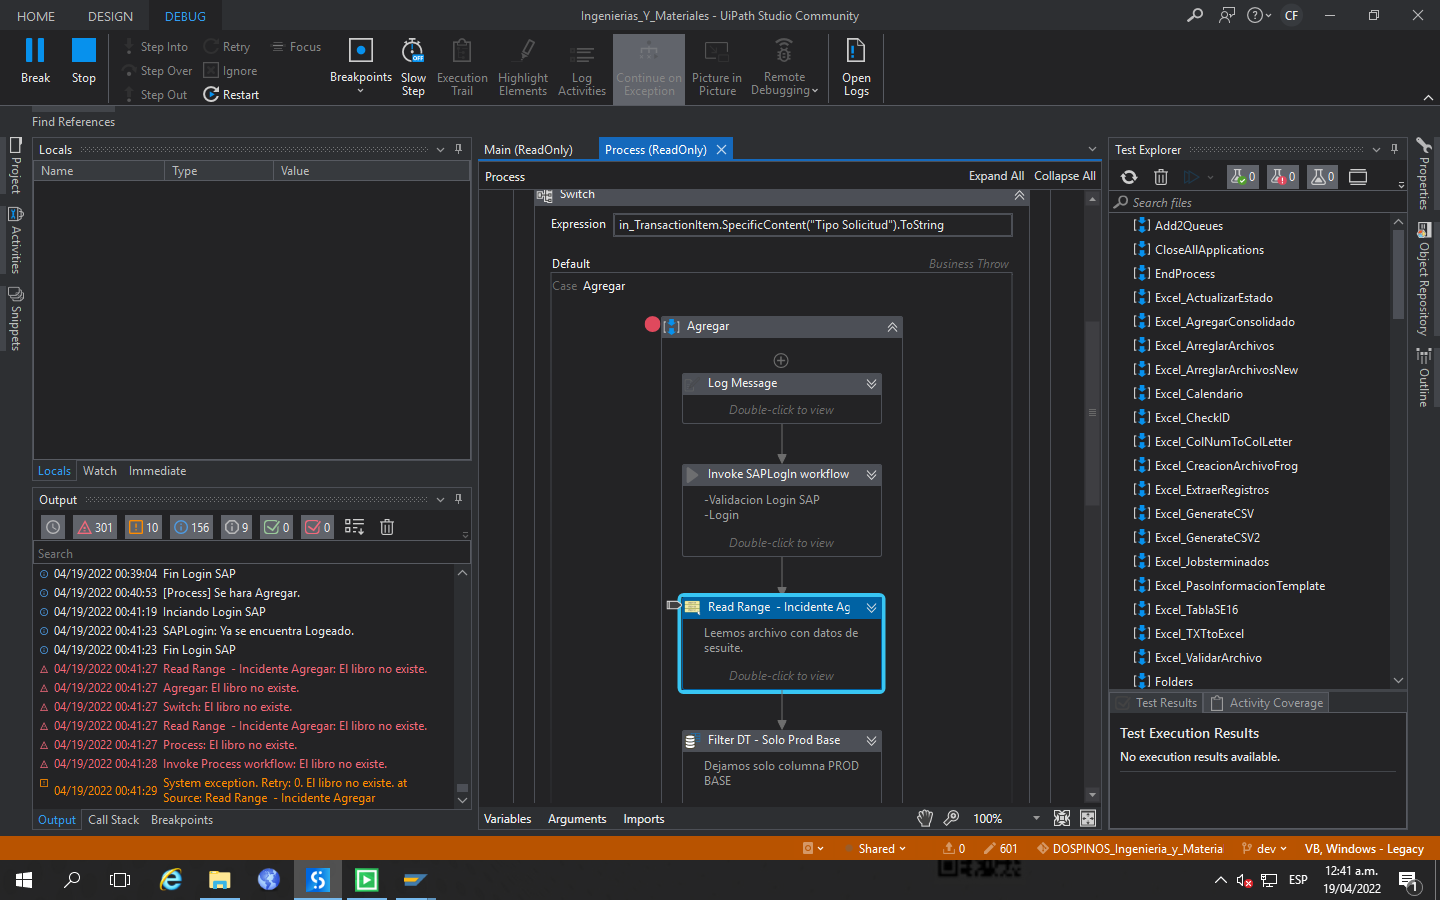 HOME
DESIGN
DEBUG
Ingenierias_Y_Materiales - UiPath Studio Community
CF
Break
Stop
Step Into
Step Over
Step Out
Retry
Ignore
Restart
Focus
Breakpoints
Slow
Step
OFF
Execution
Trail
Highlight
Elements
Log
Activities
Continue on
Exception
Picture in
Picture
Remote
Debugging
Open
Logs
Find References
Project
Activities
Snippets
Locals
Name
Type
Value
Locals
Watch
Immediate
Output
301
10
156
9
0
0
Search
04/19/2022 00:39:04 Fin Login SAP
04/19/2022 00:40:53 [Process] Se hara Agregar.
04/19/2022 00:41:19 Inciando Login SAP
04/19/2022 00:41:23 SAPLogin: Ya se encuentra Logeado.
04/19/2022 00:41:23 Fin Login SAP
04/19/2022 00:41:27 Read Range - Incidente Agregar: El libro no existe.
04/19/2022 00:41:27 Agregar: El libro no existe.
04/19/2022 00:41:27 Switch: El libro no existe.
04/19/2022 00:41:27 Read Range - Incidente Agregar: El libro no existe.
04/19/2022 00:41:27 Process: El libro no existe.
04/19/2022 00:41:28 Invoke Process workflow: El libro no existe.
04/19/2022 00:41:29 System exception. Retry: 0. El libro no existe. at
Source: Read Range - Incidente Agregar
Output
Call Stack
Breakpoints
Main (ReadOnly)
Process (ReadOnly)
Process
Expand All
Collapse All
Switch
Expression
in_TransactionItem.SpecificContent("Tipo Solicitud").ToString
Default
Business Throw
Case Agregar
Agregar
Log Message
Double-click to view
Invoke SAPLogIn workflow
-Validacion Login SAP
-Login
Double-click to view
Read Range - Incidente Ag
Leemos archivo con datos de
sesuite.
Double-click to view
Filter DT - Solo Prod Base
Dejamos solo columna PROD
BASE
Variables
Arguments
Imports
100%
Test Explorer
0
0
0
Search files
Add2Queues
CloseAllApplications
EndProcess
Excel_ActualizarEstado
Excel_AgregarConsolidado
Excel_ArreglarArchivos
Excel_ArreglarArchivosNew
Excel_Calendario
Excel_CheckID
Excel_ColNumToColLetter
Excel_CreacionArchivoFrog
Excel_ExtraerRegistros
Excel_GenerateCSV
Excel_GenerateCSV2
Excel_Jobsterminados
Excel_PasoInformacionTemplate
Excel_TablaSE16
Excel_TXTtoExcel
Excel_ValidarArchivo
Folders
Test Results
Activity Coverage
Test Execution Results
No execution results available.
Properties
Object Repository
Outline
Shared
0
601
DOSPINOS_Ingenieria_y_Materia
dev
VB, Windows - Legacy
ESP
12:41 a.m.
19/04/2022
1